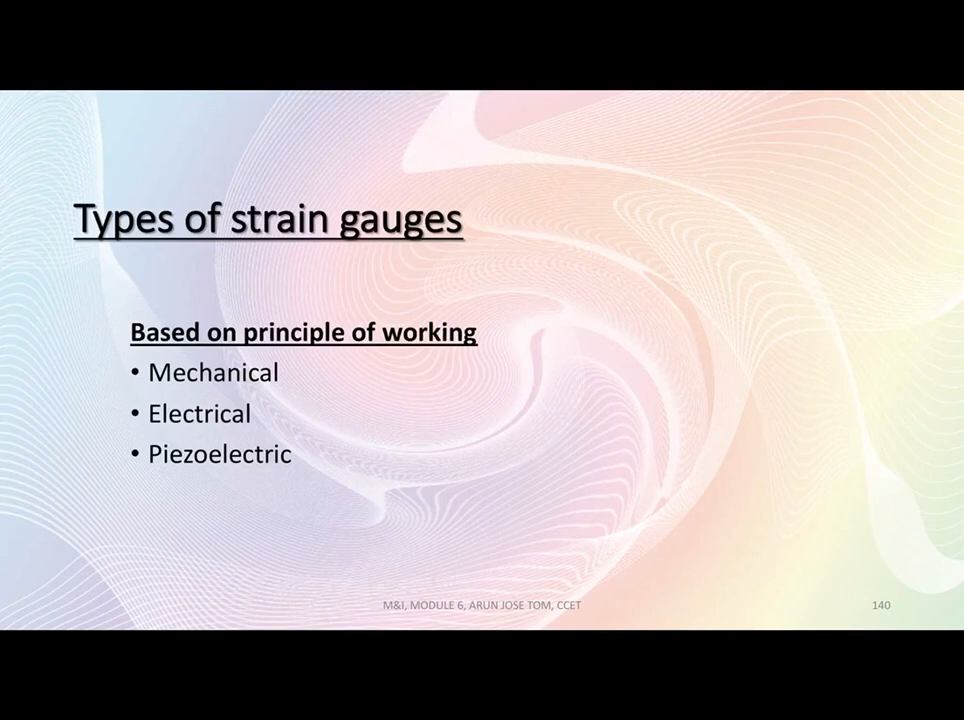 Types of strain gauges
Based on principle of working
• Mechanical
• Electrical
• Piezoelectric
M&I, MODULE 6, ARUN JOSE TOM, CCET
140